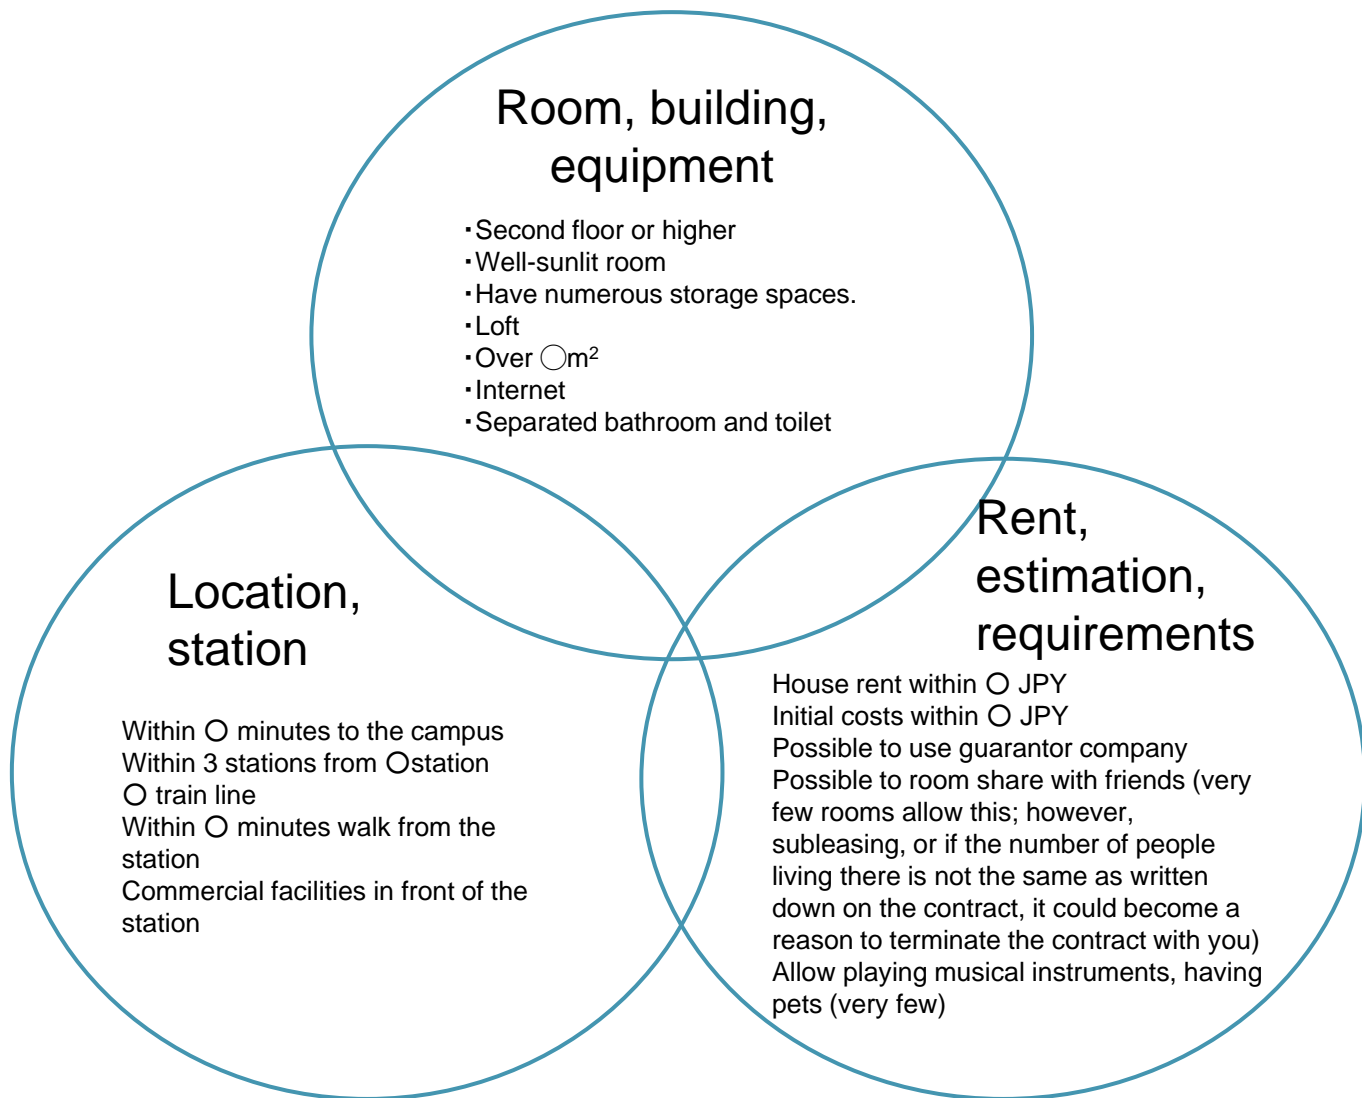 Room, building,
equipment
・Second floor or higher
・Well-sunlit room
・Have numerous storage spaces.
・Loft
・Over ◯m²
・Internet
・Separated bathroom and toilet
Location,
station
Within ○ minutes to the campus
Within 3 stations from ○station
○ train line
Within ○ minutes walk from the
station
Commercial facilities in front of the
station
Rent,
estimation,
requirements
House rent within ○ JPY
Initial costs within ○ JPY
Possible to use guarantor company
Possible to room share with friends (very
few rooms allow this; however,
subleasing, or if the number of people
living there is not the same as written
down on the contract, it could become a
reason to terminate the contract with you)
Allow playing musical instruments, having
pets (very few)